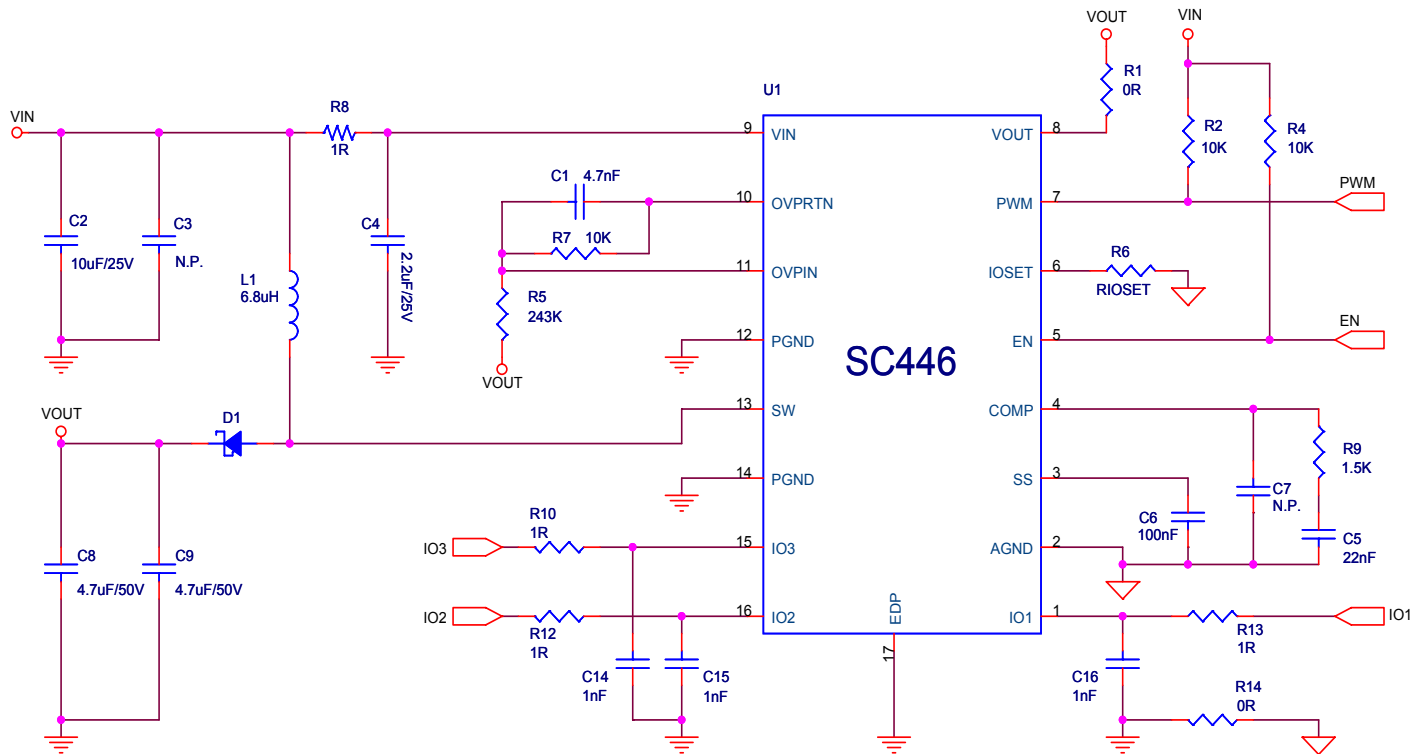 VOUT
VIN
R1
0R
U1
VIN
R8
1R
9
VIN
VOUT
8
R2
10K
R4
10K
C1
4.7nF
10
OVPRTN
PWM
7
PWM
C2
10uF/25V
C3
N.P.
C4
2.2uF/25V
R7
10K
L1
6.8uH
11
OVPIN
IOSET
6
R6
RIOSET
R5
243K
VOUT
12
PGND
SC446
EN
5
EN
VOUT
D1
13
SW
COMP
4
R9
1.5K
14
PGND
SS
3
C7
N.P.
C6
100nF
C5
22nF
R10
1R
IO3
15
IO3
AGND
2
C8
4.7uF/50V
C9
4.7uF/50V
IO2
R12
1R
16
IO2
EDP
17
IO1
1
R13
1R
IO1
C14
1nF
C15
1nF
C16
1nF
R14
0R